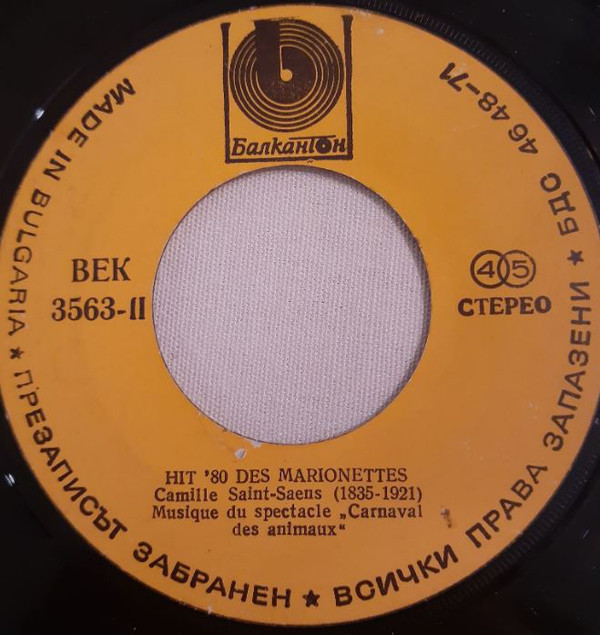 Балкантон
MADE IN BULGARIA ★ ПРЕЗАПИСЪТ ЗАБРАНЕН ★ ВСИЧКИ ПРАВА ЗАПАЗЕНИ ★ БДС 4648-71
ВЕК
3563-II
45
СТЕРЕО
HIT '80 DES MARIONETTES
Camille Saint-Saens (1835-1921)
Musique du spectacle „Carnaval
des animaux“